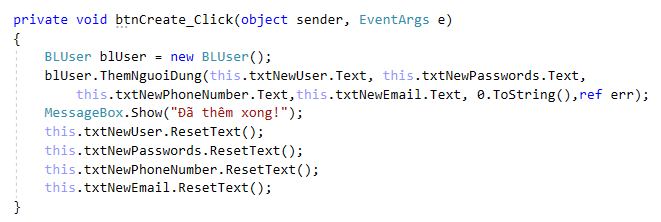 private void btnCreate_Click(object sender, EventArgs e)
{
BLUser blUser = new BLUser();
blUser.ThemNguoiDung(this.txtNewUser.Text, this.txtNewPasswords.Text,
this.txtNewPhoneNumber.Text,this.txtNewEmail.Text, 0.ToString(),ref err);
MessageBox.Show("Đã thêm xong!");
this.txtNewUser.ResetText();
this.txtNewPasswords.ResetText();
this.txtNewPhoneNumber.ResetText();
this.txtNewEmail.ResetText();
}